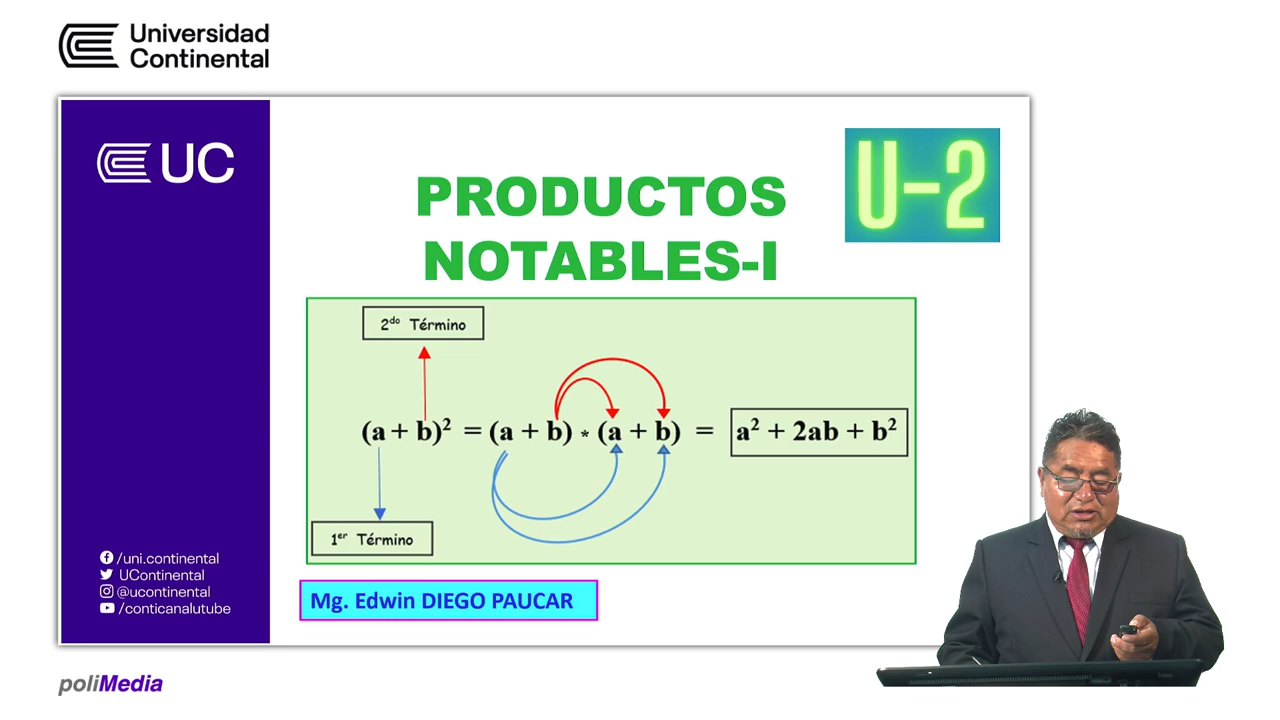 Universidad
Continental
UC
U-2
PRODUCTOS
NOTABLES-I
2do Término
(a + b)² = (a + b) * (a + b) = a² + 2ab + b²
1er Término
/uni.continental
UContinental
@ucontinental
/conticanalutube
Mg. Edwin DIEGO PAUCAR
poliMedia